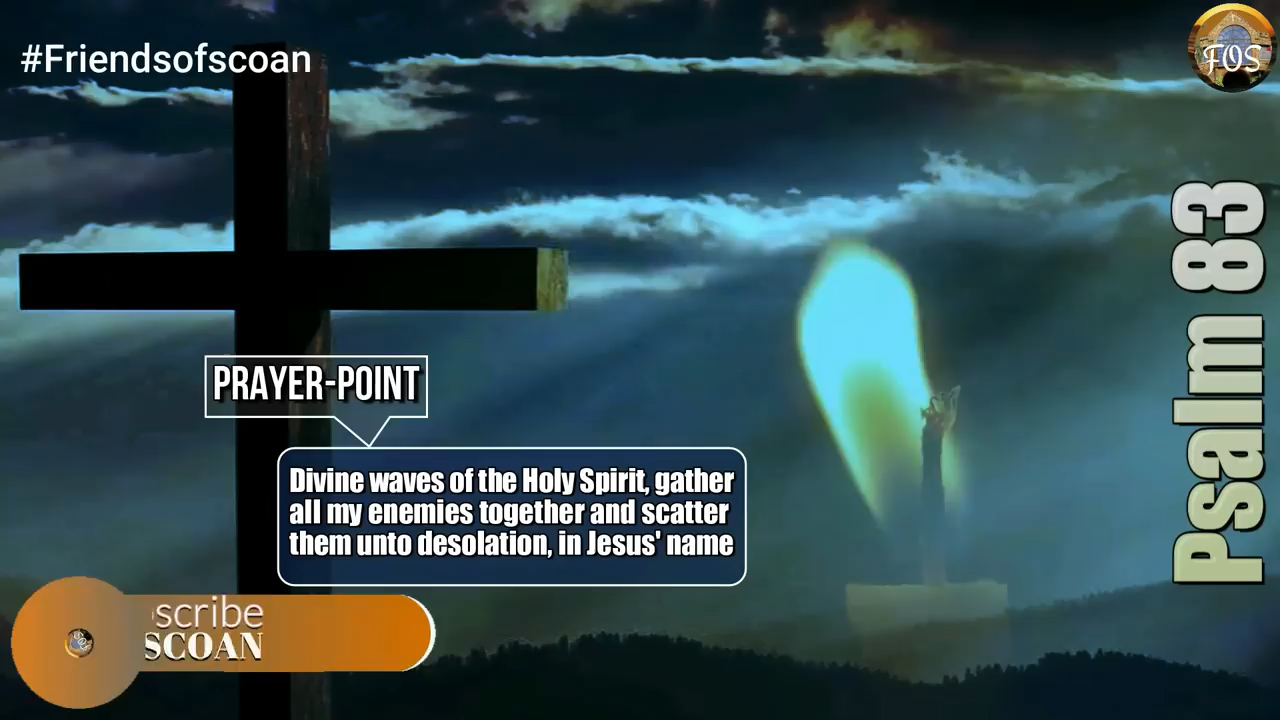 #Friendsofscoan
FOS
Psalm 83
PRAYER-POINT
Divine waves of the Holy Spirit, gather
all my enemies together and scatter
them unto desolation, in Jesus' name
scribe
SCOAN